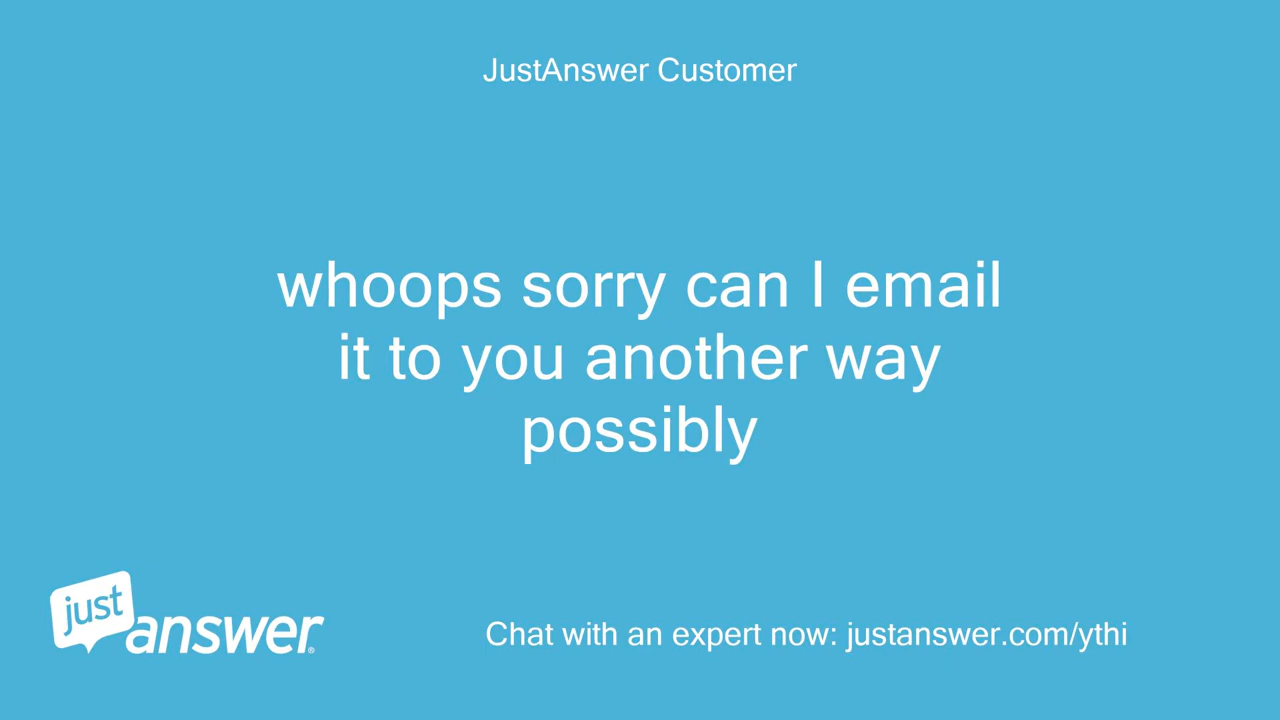 JustAnswer Customer
whoops sorry can I email
it to you another way
possibly
just
answer®
Chat with an expert now: justanswer.com/ythi